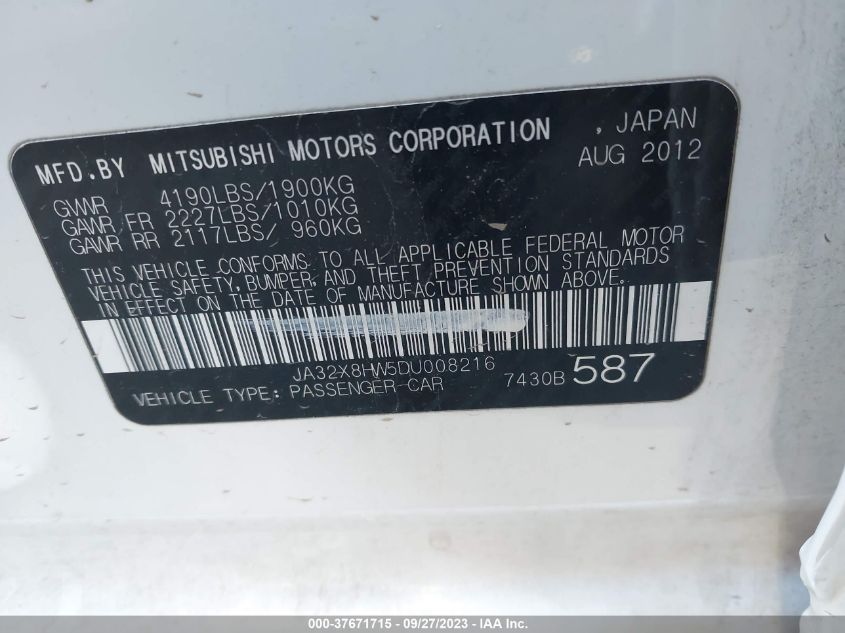 MFD.BY MITSUBISHI MOTORS CORPORATION , JAPAN
AUG 2012
GWVR 4190LBS/1900KG
GAWR FR 2227LBS/1010KG
GAWR RR 2117LBS/ 960KG
THIS VEHICLE CONFORMS TO ALL APPLICABLE FEDERAL MOTOR
VEHICLE SAFETY, BUMPER, AND THEFT PREVENTION STANDARDS
IN EFFECT ON THE DATE OF MANUFACTURE SHOWN ABOVE.
JA32X8HW5DU008216
VEHICLE TYPE: PASSENGER CAR 7430B 587
000-37671715 - 09/27/2023 - IAA Inc.